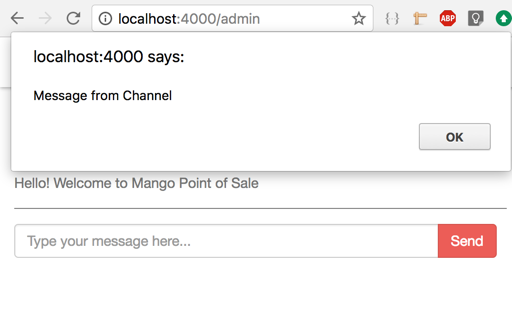 localhost:4000/admin
ABP
localhost:4000 says:
Message from Channel
OK
Hello! Welcome to Mango Point of Sale
Type your message here...
Send